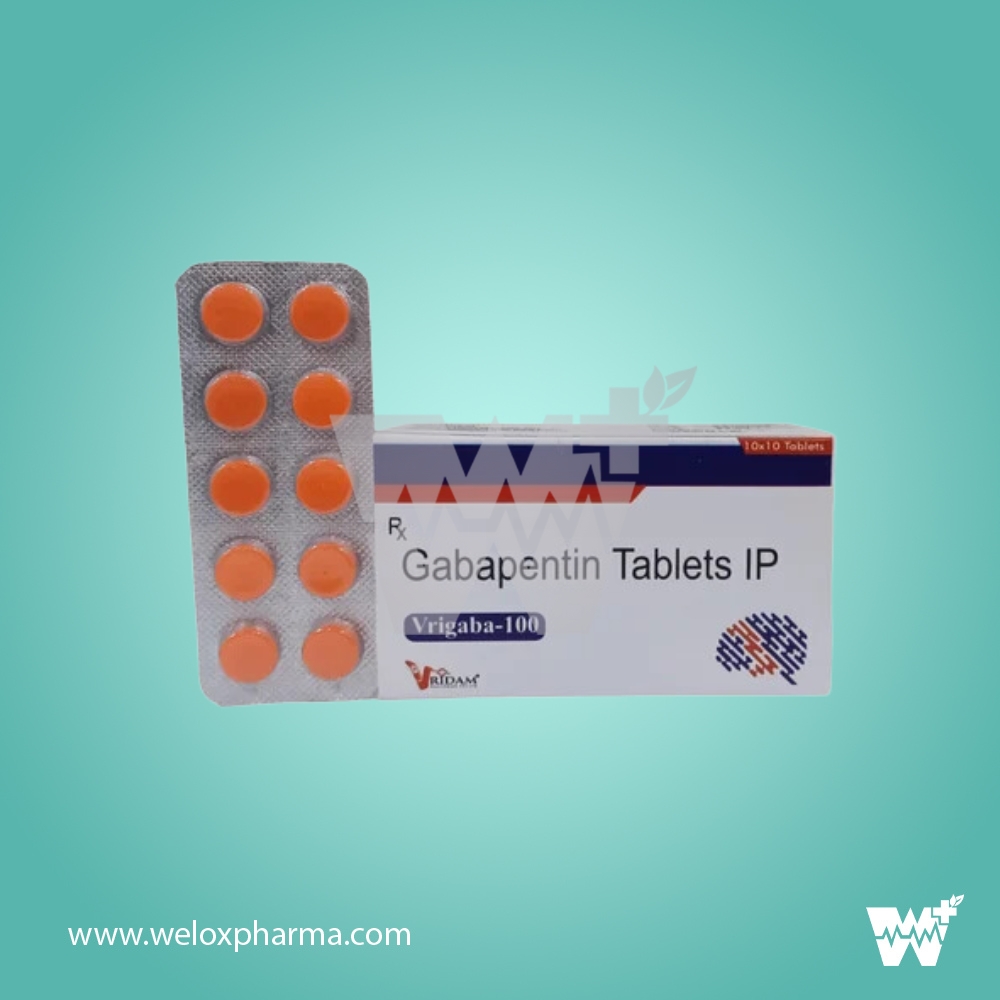 10x10 Tablets
Rx
Gabapentin Tablets IP
Vrigaba-100
VRIDAM
www.weloxpharma.com
W+